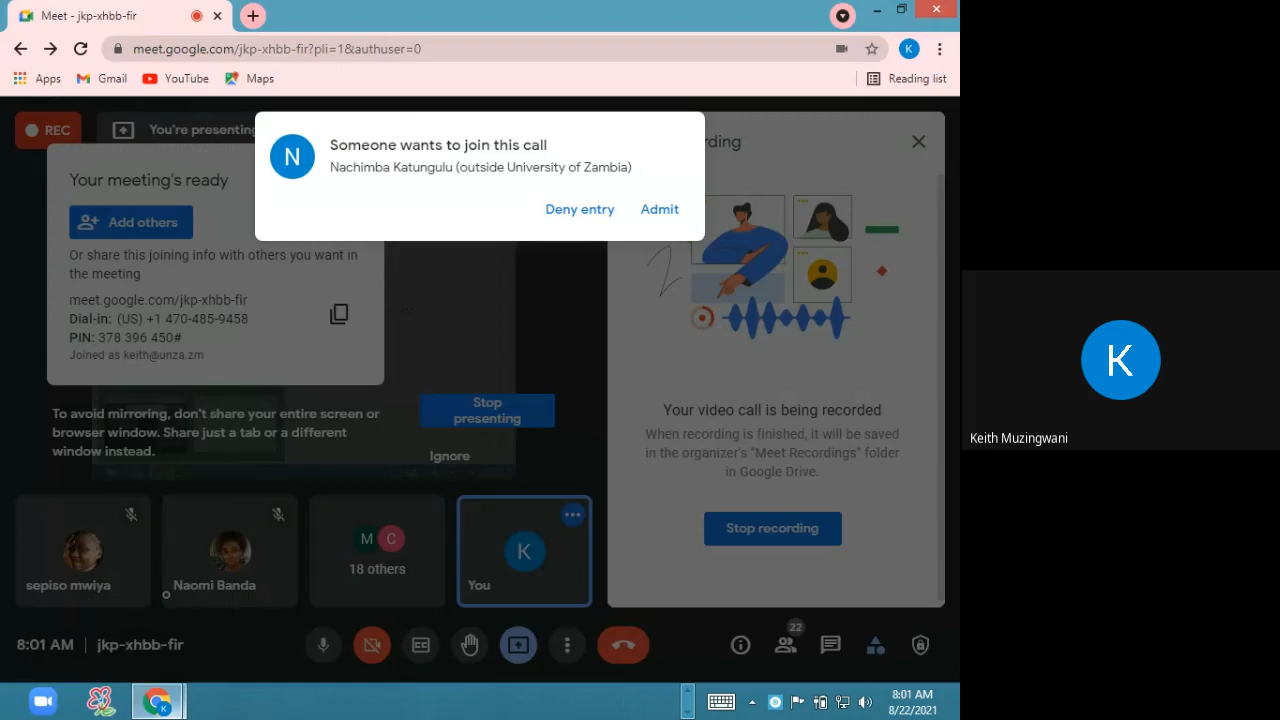 Meet - jkp-xhbb-fir
meet.google.com/jkp-xhbb-fir?pli=1&authuser=0
K
Apps
Gmail
YouTube
Maps
Reading list
REC
You're presenting
Someone wants to join this call
N
Nachimba Katungulu (outside University of Zambia)
Deny entry
Admit
Your meeting's ready
Add others
Or share this joining info with others you want in
the meeting
meet.google.com/jkp-xhbb-fir
Dial-in: (US) +1 470-485-9458
PIN: 378 396 450#
Joined as keith@unza.zm
To avoid mirroring, don't share your entire screen or
browser window. Share just a tab or a different
window instead.
Stop
presenting
Ignore
2
Your video call is being recorded
When recording is finished, it will be saved
in the organizer's "Meet Recordings" folder
in Google Drive.
Stop recording
sepiso mwiya
Naomi Banda
M
C
18 others
K
You
8:01 AM | jkp-xhbb-fir
CC
22
K
Keith Muzingwani
K
8:01 AM
8/22/2021